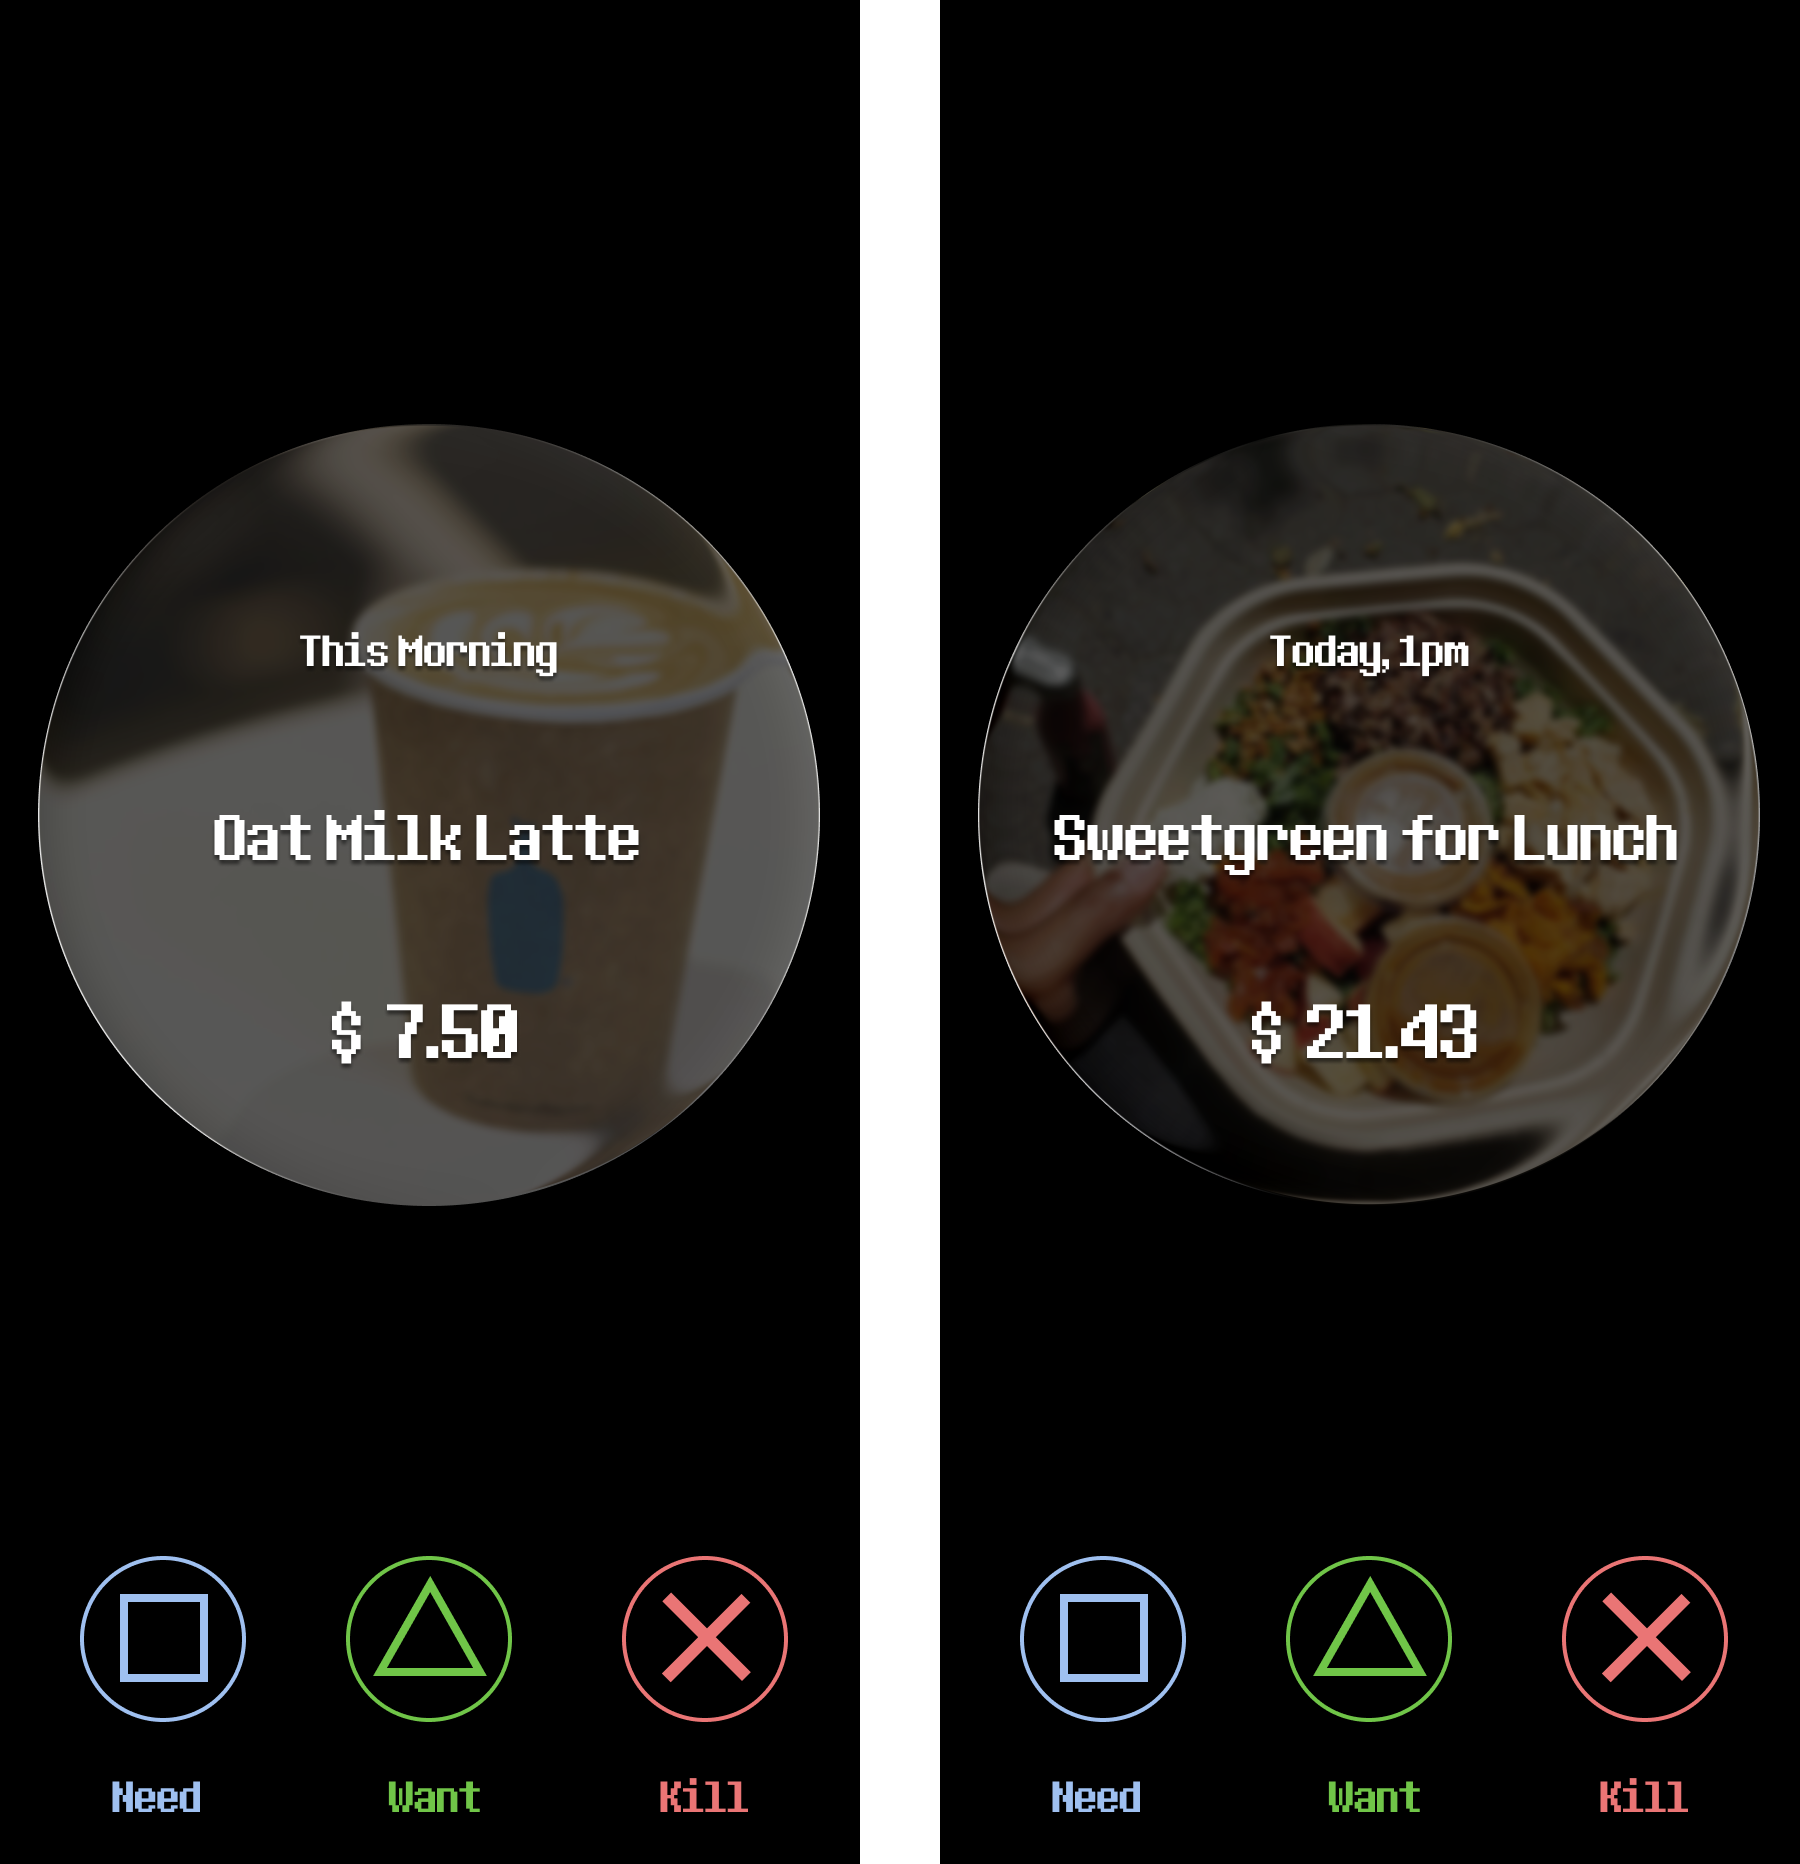 This Morning
Oat Milk Latte
$ 7.50
Need
Want
Kill
Today, 1pm
Sweetgreen for Lunch
$ 21.43
Need
Want
Kill